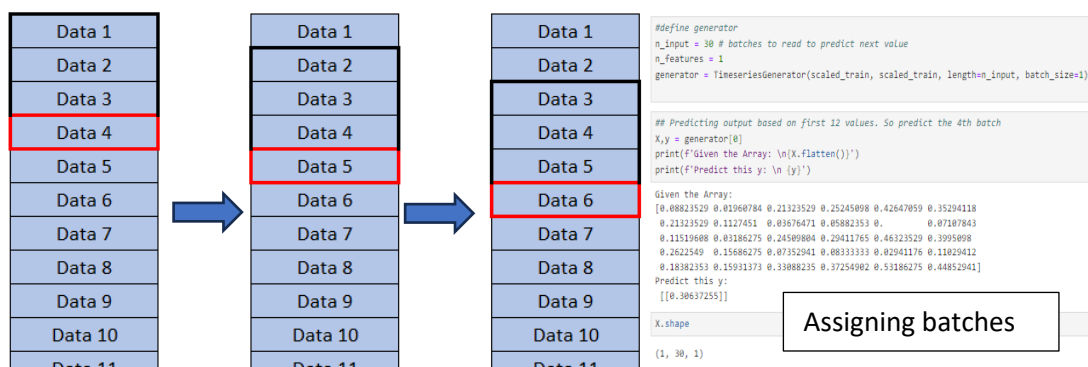 Data 1
Data 2
Data 3
Data 4
Data 5
Data 6
Data 7
Data 8
Data 9
Data 10
Data 11
Data 1
Data 2
Data 3
Data 4
Data 5
Data 6
Data 7
Data 8
Data 9
Data 10
Data 11
Data 1
Data 2
Data 3
Data 4
Data 5
Data 6
Data 7
Data 8
Data 9
Data 10
Data 11
#define generator
n_input = 30 # batches to read to predict next value
n_features = 1
generator = TimeseriesGenerator(scaled_train, scaled_train, length=n_input, batch_size=1)
## Predicting output based on first 12 values. So predict the 4th batch
X,y = generator[0]
print(f'Given the Array: \n{X.flatten()}')
print(f'Predict this y: \n {y}')
Given the Array:
[0.08823529 0.01960784 0.21323529 0.25245098 0.42647059 0.35294118
0.21323529 0.1127451 0.03676471 0.05882353 0. 0.07107843
0.11519608 0.03186275 0.24509804 0.29411765 0.46323529 0.3995098
0.2622549 0.15686275 0.07352941 0.08333333 0.02941176 0.11029412
0.18382353 0.15931373 0.33088235 0.37254902 0.53186275 0.44852941]
Predict this y:
[[0.30637255]]
X.shape
(1, 30, 1)
Assigning batches